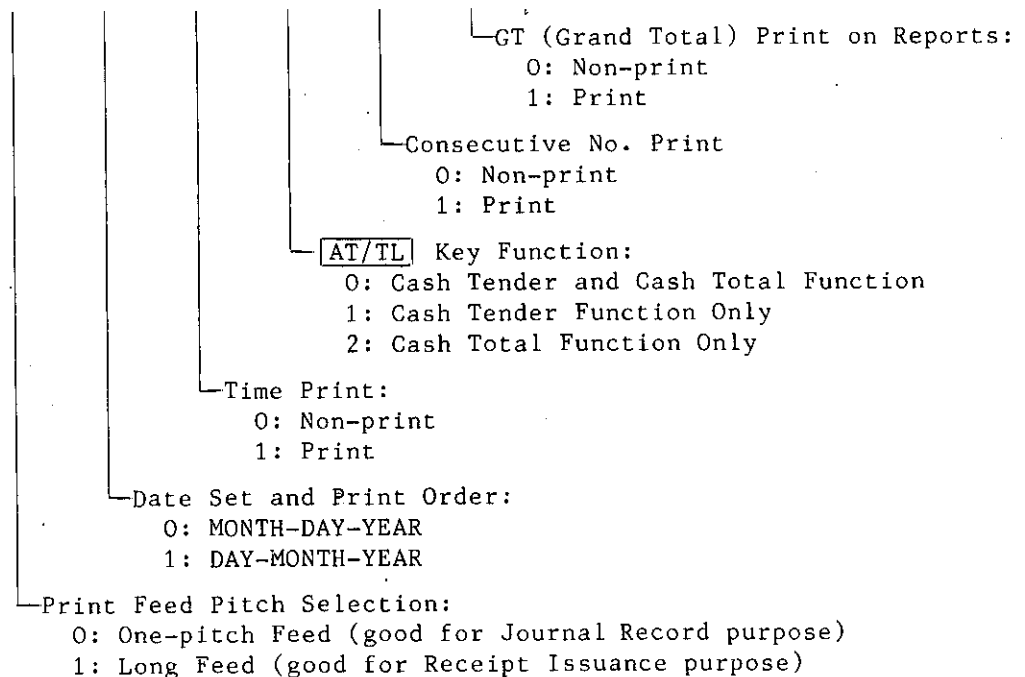 GT (Grand Total) Print on Reports:
0: Non-print
1: Print
Consecutive No. Print
0: Non-print
1: Print
AT/TL Key Function:
0: Cash Tender and Cash Total Function
1: Cash Tender Function Only
2: Cash Total Function Only
Time Print:
0: Non-print
1: Print
Date Set and Print Order:
0: MONTH-DAY-YEAR
1: DAY-MONTH-YEAR
Print Feed Pitch Selection:
0: One-pitch Feed (good for Journal Record purpose)
1: Long Feed (good for Receipt Issuance purpose)